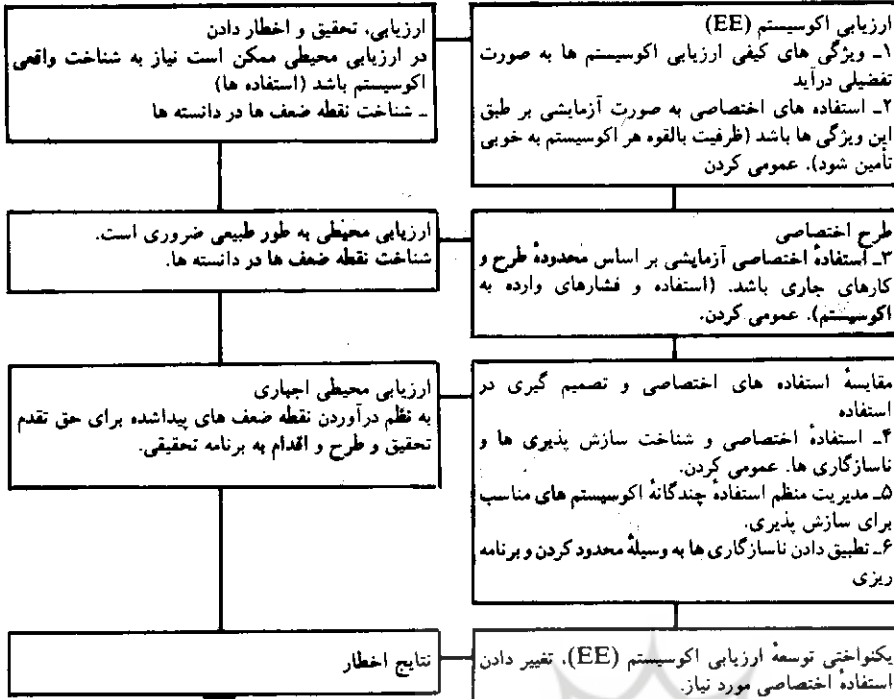 ارزیابی اکوسیستم (EE)
۱ـ ویژگی های کیفی ارزیابی اکوسیستم ها به صورت
تفضیلی درآید
۲ـ استفاده های اختصاصی به صورت آزمایشی بر طبق
این ویژگی ها باشد (ظرفیت بالقوه هر اکوسیستم به خوبی
تأمین شود). عمومی کردن
ارزیابی، تحقیق و اخطار دادن
در ارزیابی محیطی ممکن است نیاز به شناخت واقعی
اکوسیستم باشد (استفاده ها)
ـ شناخت نقطه ضعف ها در دانسته ها
طرح اختصاصی
۳ـ استفادهٔ اختصاصی آزمایشی بر اساس محدودهٔ طرح و
کارهای جاری باشد. (استفاده و فشارهای وارده به
اکوسیستم). عمومی کردن.
ارزیابی محیطی به طور طبیعی ضروری است.
شناخت نقطه ضعف ها در دانسته ها.
مقایسهٔ استفاده های اختصاصی و تصمیم گیری در
استفاده
۴ـ استفادهٔ اختصاصی و شناخت سازش پذیری ها و
ناسازگاری ها. عمومی کردن.
۵ـ مدیریت منظم استفادهٔ چندگانهٔ اکوسیستم های مناسب
برای سازش پذیری.
۶ـ تطبیق دادن ناسازگاری ها به وسیلهٔ محدود کردن و برنامه
ریزی
ارزیابی محیطی اجباری
به نظم درآوردن نقطه ضعف های پیداشده برای حق تقدم
تحقیق و طرح و اقدام به برنامه تحقیقی.
یکنواختی توسعهٔ ارزیابی اکوسیستم (EE). تغییر دادن
استفادهٔ اختصاصی مورد نیاز.
نتایج اخطار